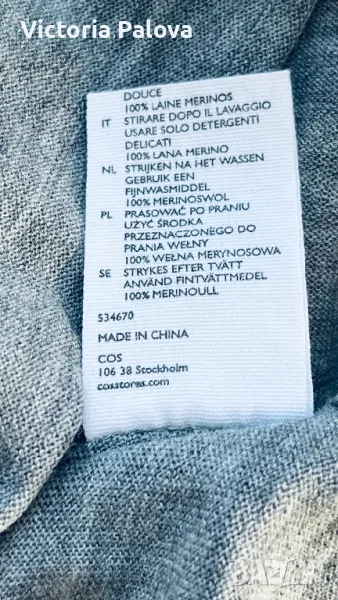 Victoria Palova
DOUCE
100% LAINE MERINOS
IT STIRARE DOPO IL LAVAGGIO
USARE SOLO DETERGENTI
DELICATI
100% LANA MERINO
NL STRIJKEN NA HET WASSEN
GEBRUIK EEN
FIJNWASMIDDEL
100% MERINOSWOL
PL PRASOWAĆ PO PRANIU
UŻYĆ ŚRODKA
PRZEZNACZONEGO DO
PRANIA WEŁNY
100% WEŁNA MERYNOSOWA
SE STRYKES EFTER TVÄTT
ANVÄND FINTVÄTTMEDEL
100% MERINOULL
534670
MADE IN CHINA
COS
106 38 Stockholm
cosstores.com
BAZAR